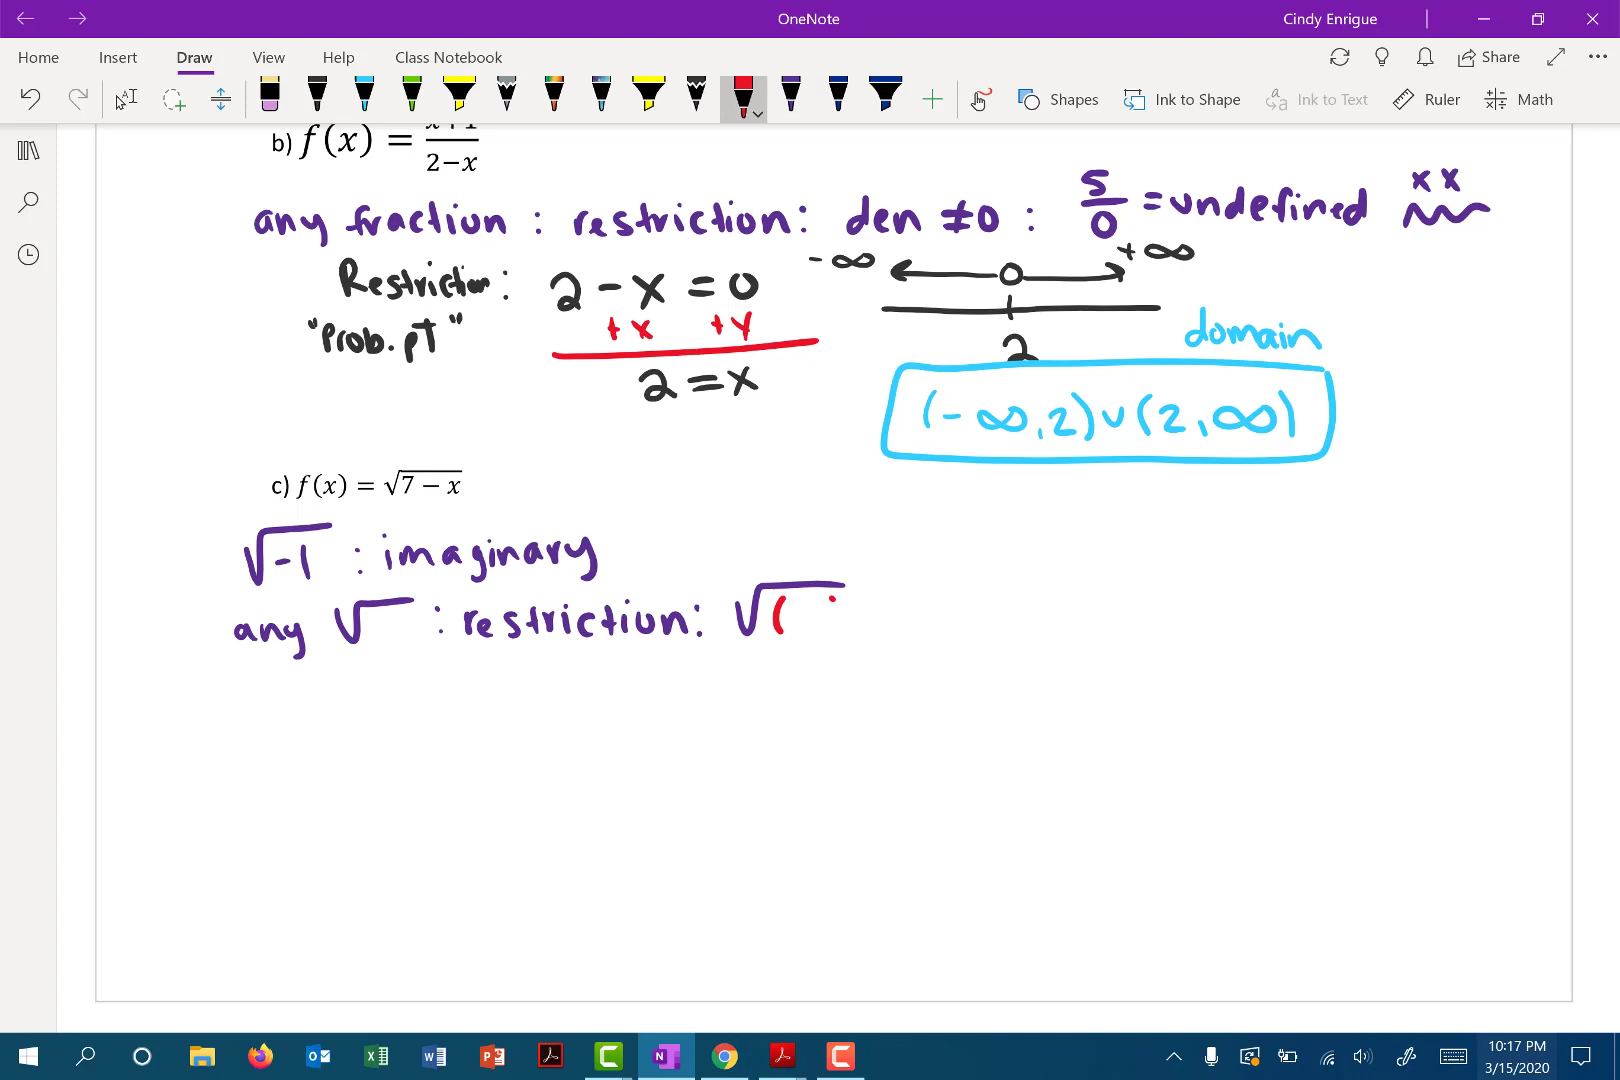 OneNote
Cindy Enrigue
Home Insert Draw View Help Class Notebook
Share
Shapes Ink to Shape Ink to Text Ruler Math
b) f(x) = x+1/2−x
any fraction : restriction: den ≠0 : 5/0 = undefined x x
Restriction: 2 − x = 0 - ∞ + ∞
"Prob. pT" + x + x
2 = x 2 domain
(- ∞, 2) ∪ (2, ∞)
c) f(x) = √7 − x
√-1 : imaginary
any √ : restriction: √(
10:17 PM
3/15/2020